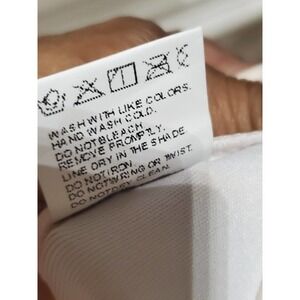 WASH WITH LIKE COLORS.
HAND WASH COLD.
DO NOT BLEACH.
REMOVE PROMPTLY.
LINE DRY IN THE SHADE
DO NOT IRON.
DO NOT WRING OR TWIST.
DO NOT DRY CLEAN.